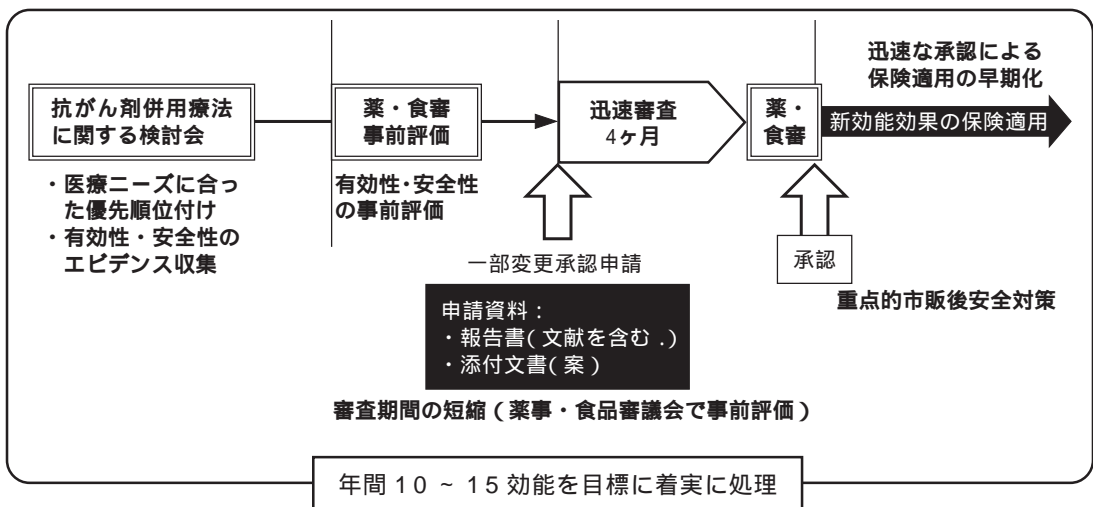 抗がん剤併用療法
に関する検討会
・医療ニーズに合っ
た優先順位付け
・有効性・安全性の
エビデンス収集
薬・食審
事前評価
有効性・安全性
の事前評価
迅速審査
4ヶ月
一部変更承認申請
申請資料：
・報告書(文献を含む.)
・添付文書(案)
審査期間の短縮(薬事・食品審議会で事前評価)
薬・
食審
承認
迅速な承認による
保険適用の早期化
新効能効果の保険適用
重点的市販後安全対策
年間10~15効能を目標に着実に処理